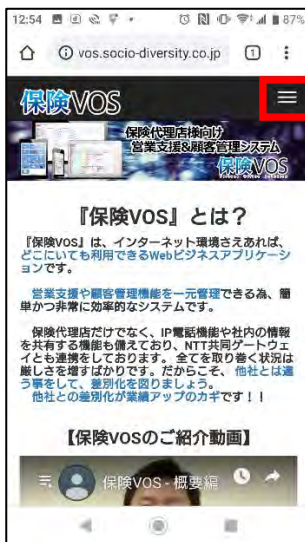 12:54
87%
vos.socio-diversity.co.jp
1
保険VOS
保険代理店様向け
営業支援&顧客管理システム
保険VOS
『保険VOS』とは？
『保険VOS』は、インターネット環境さえあれば、
どこにいても利用できるWebビジネスアプリケーシ
ョンです。
営業支援や顧客管理機能を一元管理できる為、簡
単かつ非常に効率的なシステムです。
保険代理店だけでなく、IP電話機能や社内の情報
を共有する機能も備えており、NTT共同ゲートウェ
イとも連携をしております。 全てを取り巻く状況は
厳しさを増すばかりです。だからこそ、他社とは違
う事をして、差別化を図りましょう。
他社との差別化が業績アップのカギです！！
【保険VOSのご紹介動画】
保険VOS - 概要編